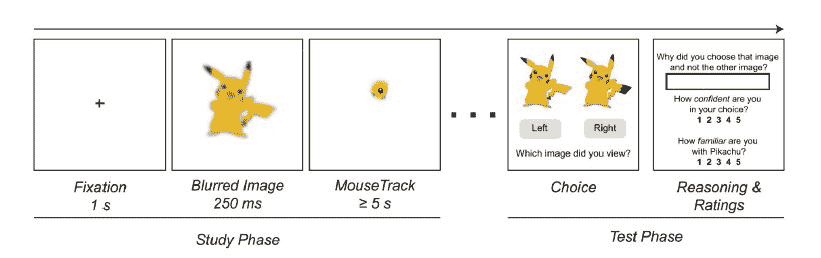 Why did you choose that image
and not the other image?
How confident are you
in your choice?
1 2 3 4 5
How familiar are you
with Pikachu?
1 2 3 4 5
Left
Right
Which image did you view?
Fixation
1 s
Blurred Image
250 ms
MouseTrack
≥ 5 s
Choice
Reasoning &
Ratings
Study Phase
Test Phase